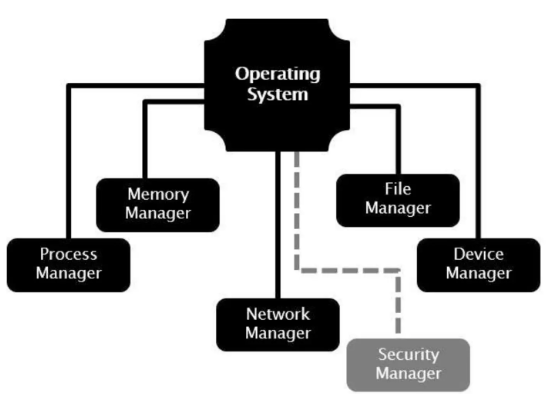 Operating
System
Memory
Manager
File
Manager
Process
Manager
Device
Manager
Network
Manager
Security
Manager